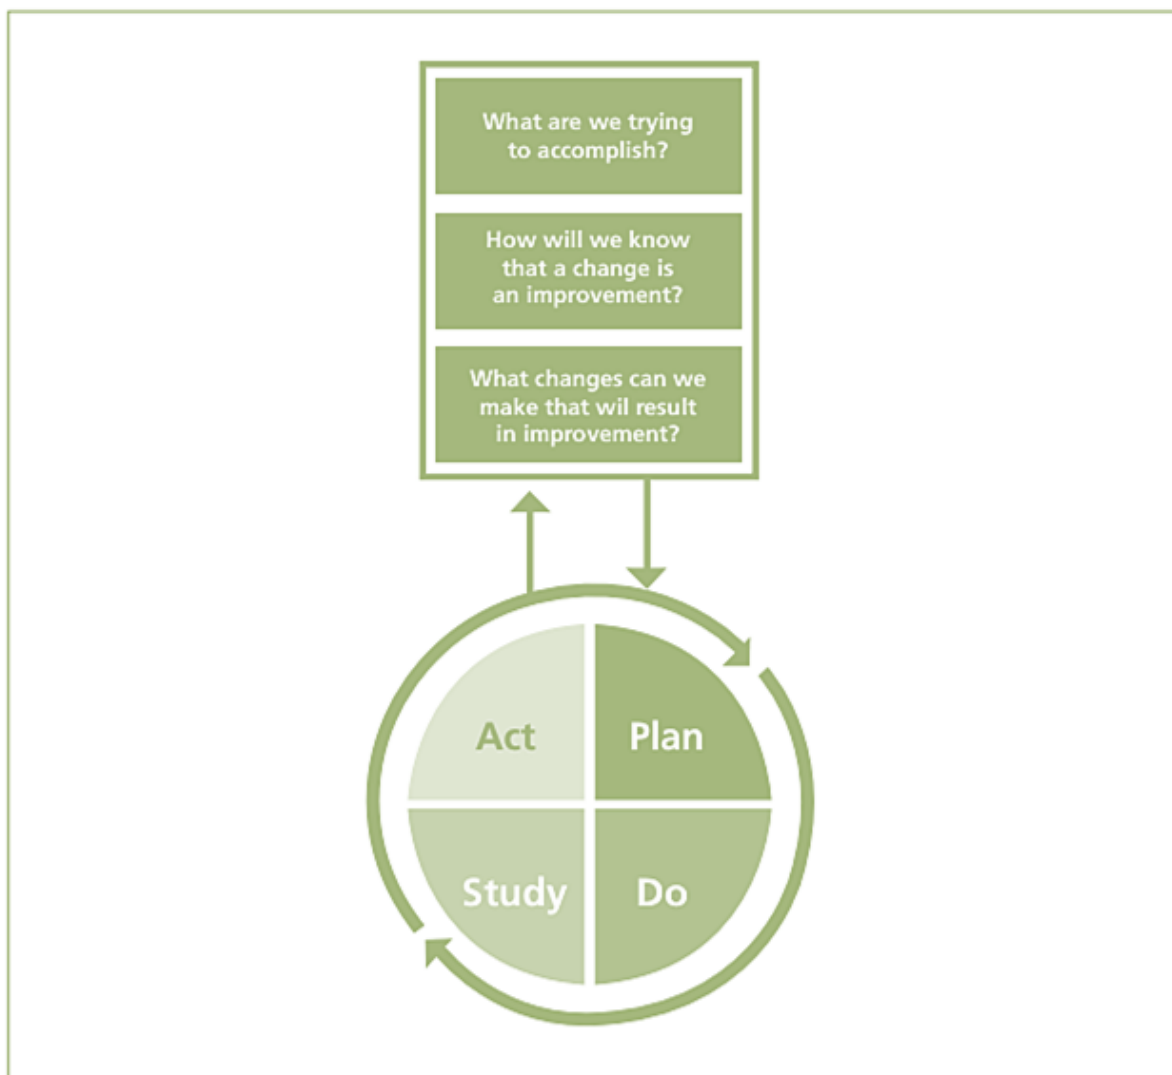 What are we trying
to accomplish?
How will we know
that a change is
an improvement?
What changes can we
make that wil result
in improvement?
Act
Plan
Study
Do